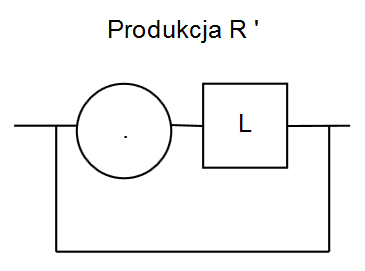 Produkcja R '
. L